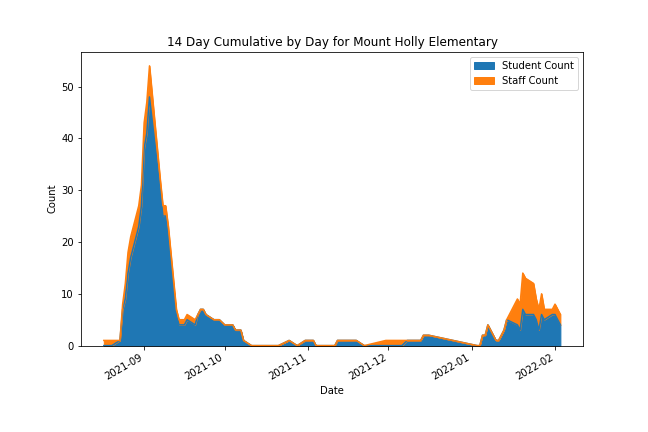 14 Day Cumulative by Day for Mount Holly Elementary
Student Count
Staff Count
Count
50
40
30
20
10
0
2021-09
2021-10
2021-11
2021-12
2022-01
2022-02
Date